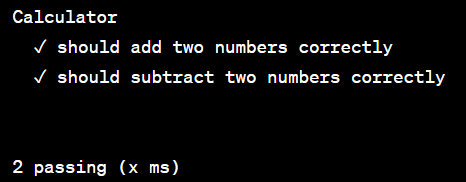 Calculator
✓ should add two numbers correctly
✓ should subtract two numbers correctly
2 passing (x ms)